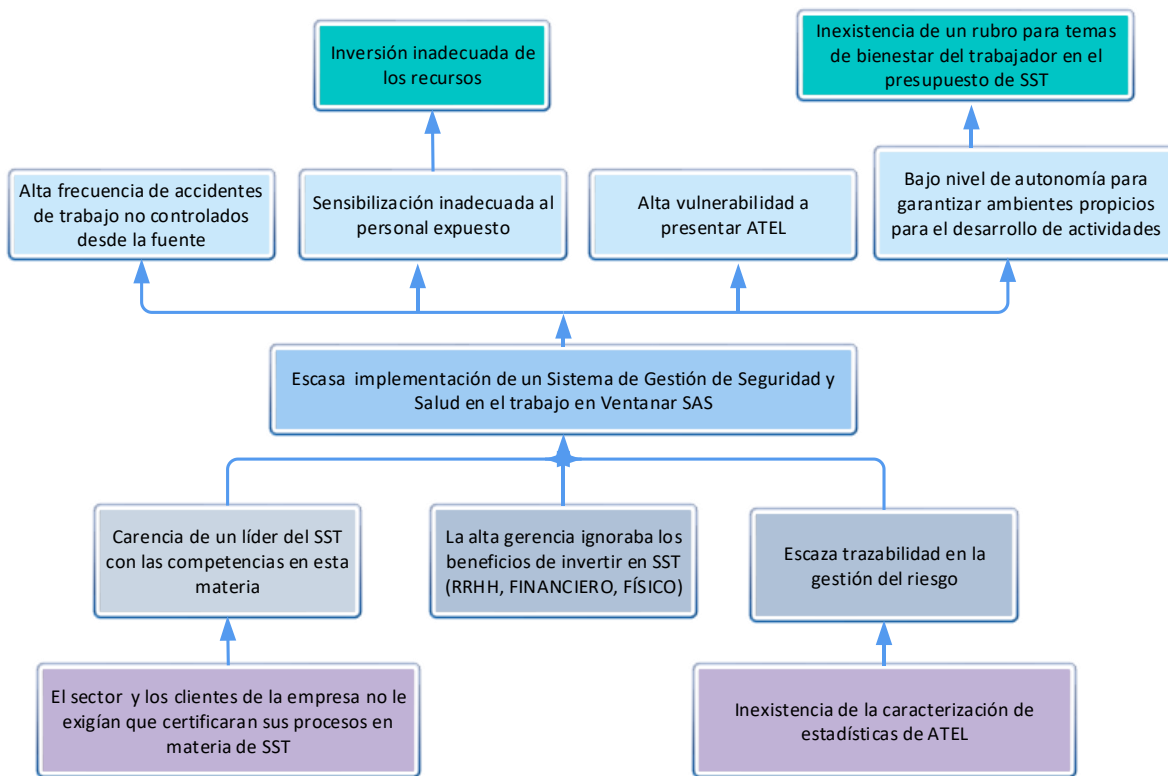 Inversión inadecuada de
los recursos
Inexistencia de un rubro para temas
de bienestar del trabajador en el
presupuesto de SST
Alta frecuencia de accidentes
de trabajo no controlados
desde la fuente
Sensibilización inadecuada al
personal expuesto
Alta vulnerabilidad a
presentar ATEL
Bajo nivel de autonomía para
garantizar ambientes propicios
para el desarrollo de actividades
Escasa implementación de un Sistema de Gestión de Seguridad y
Salud en el trabajo en Ventanar SAS
Carencia de un líder del SST
con las competencias en esta
materia
La alta gerencia ignoraba los
beneficios de invertir en SST
(RRHH, FINANCIERO, FÍSICO)
Escaza trazabilidad en la
gestión del riesgo
El sector y los clientes de la empresa no le
exigían que certificaran sus procesos en
materia de SST
Inexistencia de la caracterización de
estadísticas de ATEL